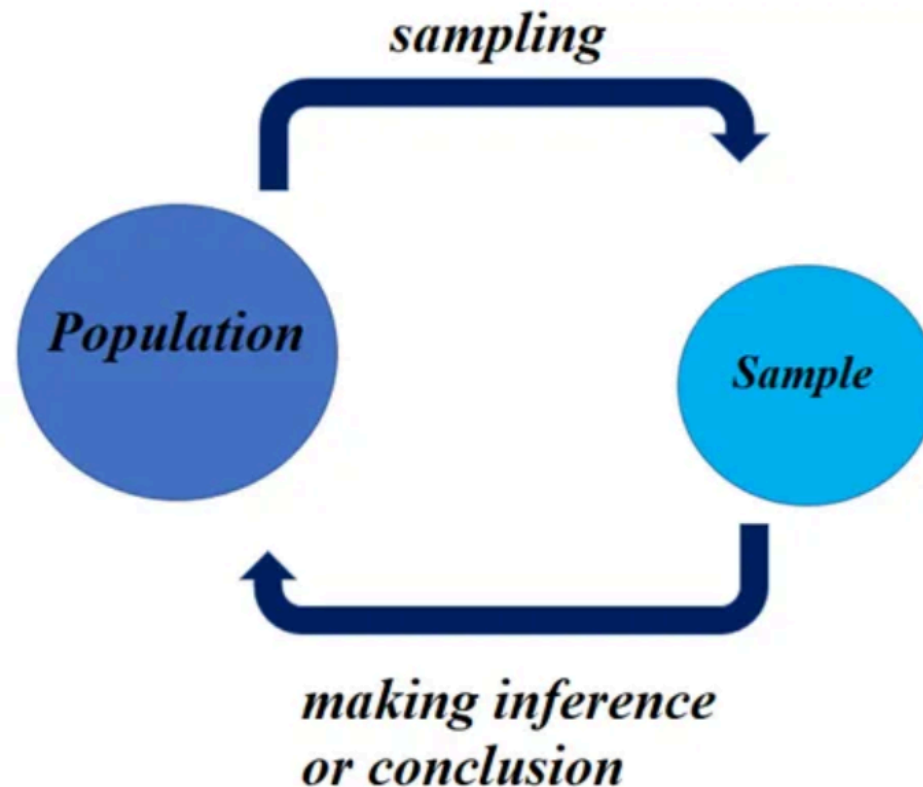 sampling
Population
Sample
making inference
or conclusion